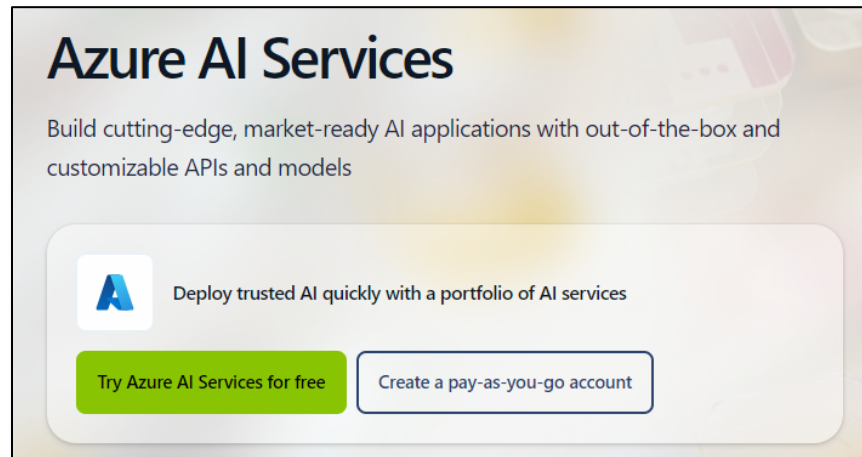 Azure AI Services
Build cutting-edge, market-ready AI applications with out-of-the-box and
customizable APIs and models
Deploy trusted AI quickly with a portfolio of AI services
Try Azure AI Services for free
Create a pay-as-you-go account